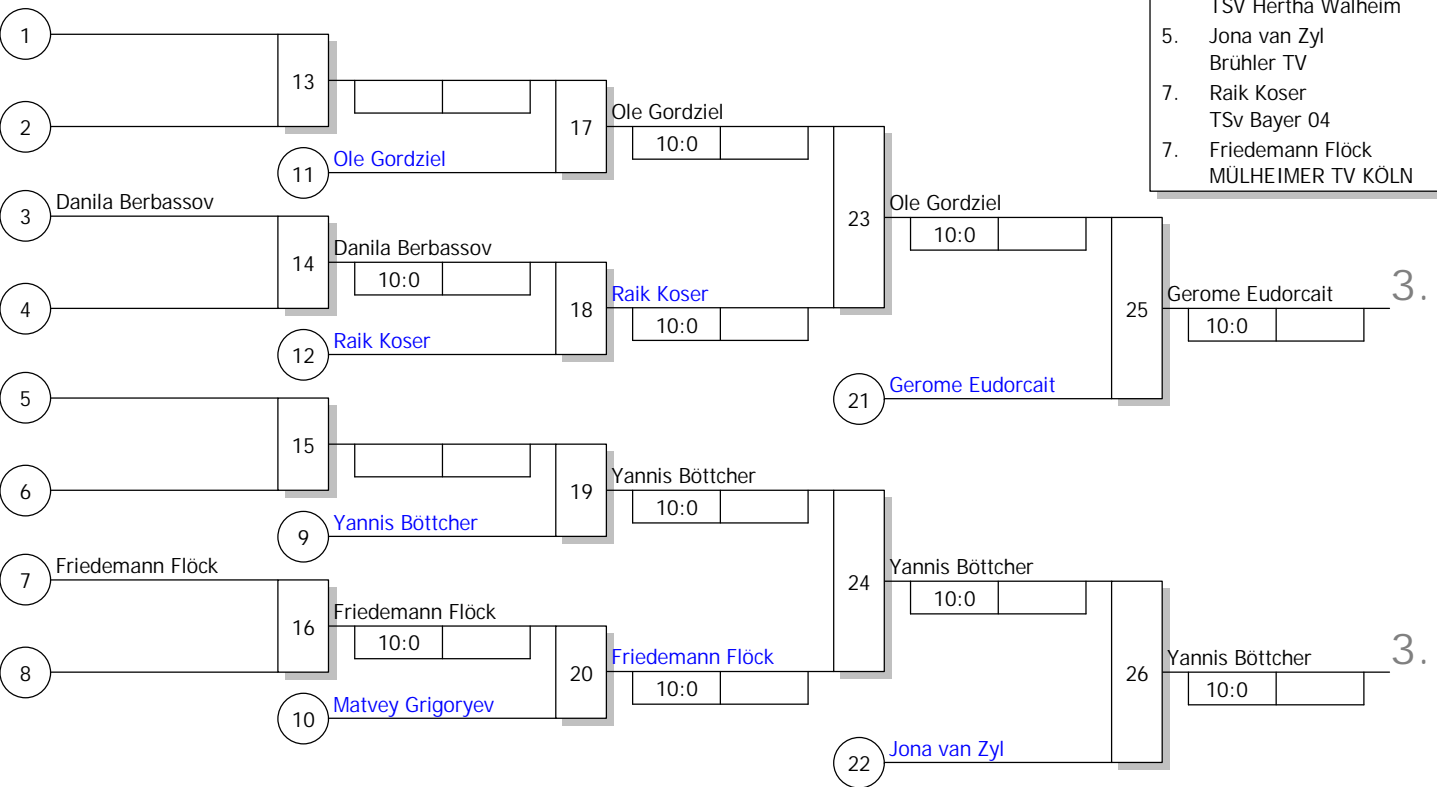 TSV Hertha Walheim
5. Jona van Zyl
Brühler TV
7. Raik Koser
TSv Bayer 04
7. Friedemann Flöck
MÜLHEIMER TV KÖLN
1
13
2
17
Ole Gordziel
10:0
11
Ole Gordziel
3
Danila Berbassov
23
Ole Gordziel
10:0
14
Danila Berbassov
10:0
4
18
Raik Koser
10:0
25
Gerome Eudorcait
3.
10:0
12
Raik Koser
5
21
Gerome Eudorcait
15
6
19
Yannis Böttcher
10:0
9
Yannis Böttcher
7
Friedemann Flöck
24
Yannis Böttcher
10:0
16
Friedemann Flöck
10:0
8
20
Friedemann Flöck
10:0
26
Yannis Böttcher
3.
10:0
10
Matvey Grigoryev
22
Jona van Zyl